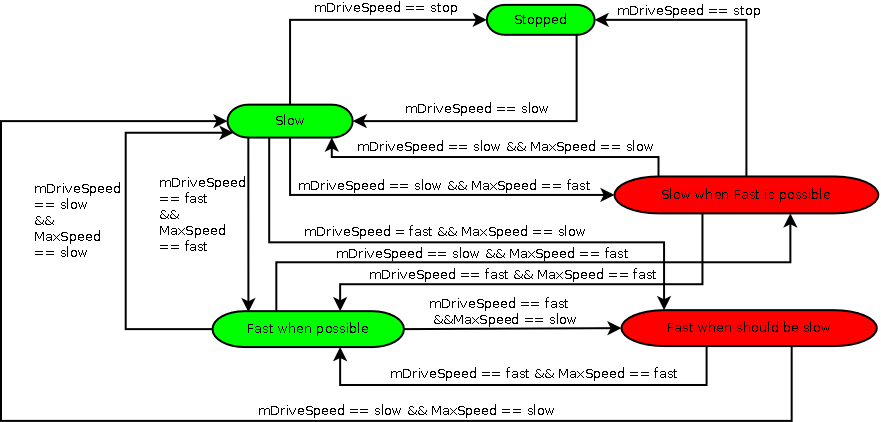 mDriveSpeed == stop
Stopped
mDriveSpeed == stop
mDriveSpeed == slow
Slow
mDriveSpeed == slow && MaxSpeed == slow
mDriveSpeed
== slow
&&
MaxSpeed
== slow
mDriveSpeed
== fast
&&
MaxSpeed
== fast
mDriveSpeed == slow && MaxSpeed == fast
Slow when Fast is possible
mDriveSpeed = fast && MaxSpeed == slow
mDriveSpeed == slow && MaxSpeed == fast
mDriveSpeed == fast && MaxSpeed == fast
mDriveSpeed == fast
&&MaxSpeed == slow
Fast when possible
Fast when should be slow
mDriveSpeed == fast && MaxSpeed == fast
mDriveSpeed == slow && MaxSpeed == slow